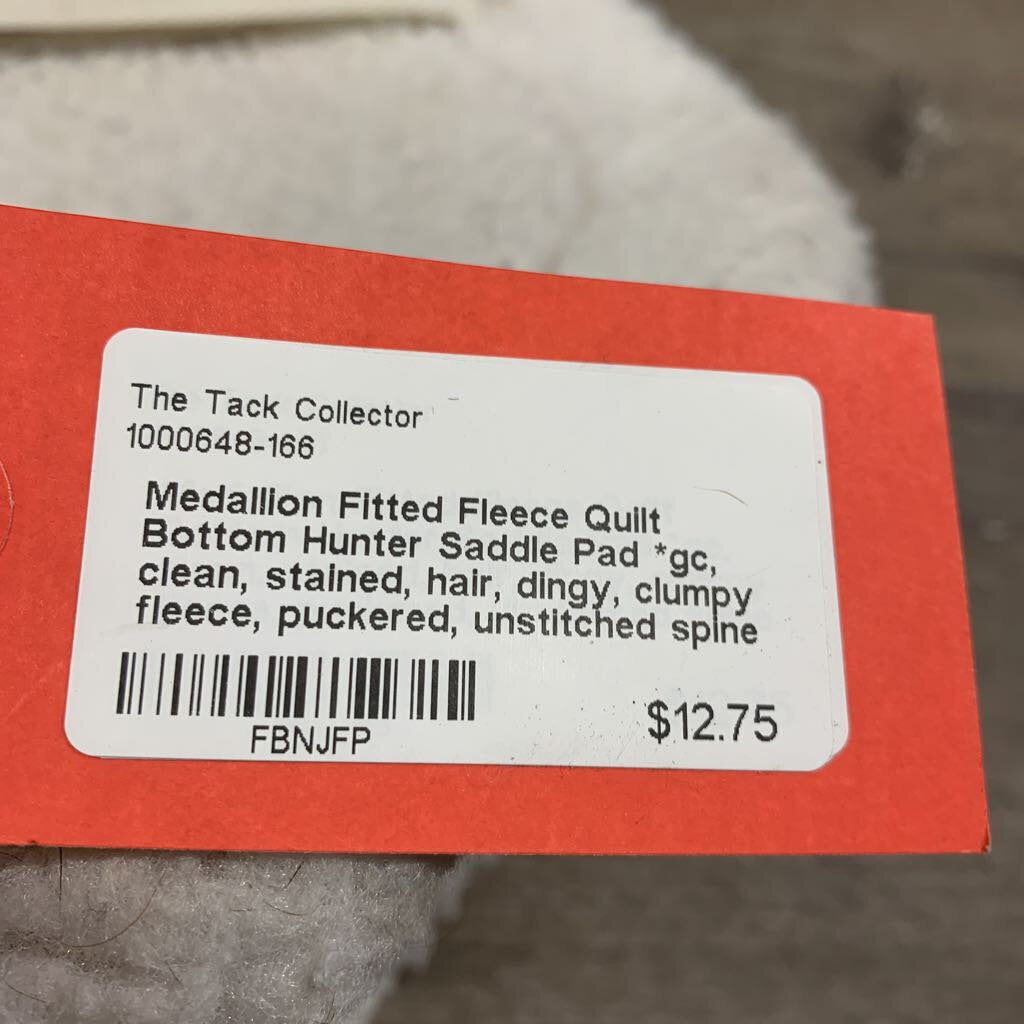 The Tack Collector
1000648-166
Medallion Fitted Fleece Quilt
Bottom Hunter Saddle Pad *gc,
clean, stained, hair, dingy, clumpy
fleece, puckered, unstitched spine
FBNJFP
$12.75